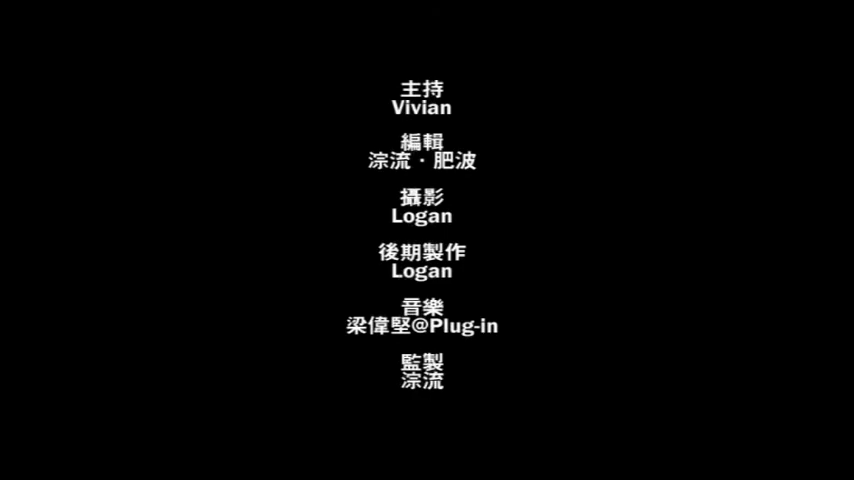 主持
Vivian
編輯
淙流・肥波
攝影
Logan
後期製作
Logan
音樂
梁偉堅@Plug-in
監製
淙流